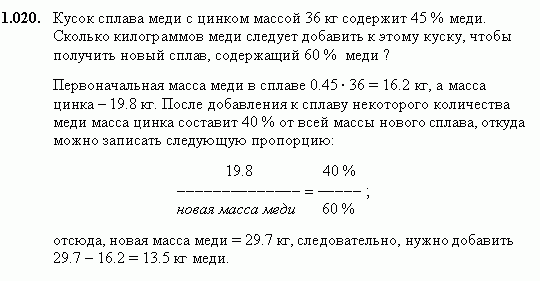 1.020. Кусок сплава меди с цинком массой 36 кг содержит 45 % меди.
Сколько килограммов меди следует добавить к этому куску, чтобы
получить новый сплав, содержащий 60 % меди ?
Первоначальная масса меди в сплаве 0.45 · 36 = 16.2 кг, а масса
цинка – 19.8 кг. После добавления к сплаву некоторого количества
меди масса цинка составит 40 % от всей массы нового сплава, откуда
можно записать следующую пропорцию:
19.8 40 %
–––––––––––––– = ––––– ;
новая масса меди 60 %
отсюда, новая масса меди = 29.7 кг, следовательно, нужно добавить
29.7 – 16.2 = 13.5 кг меди.